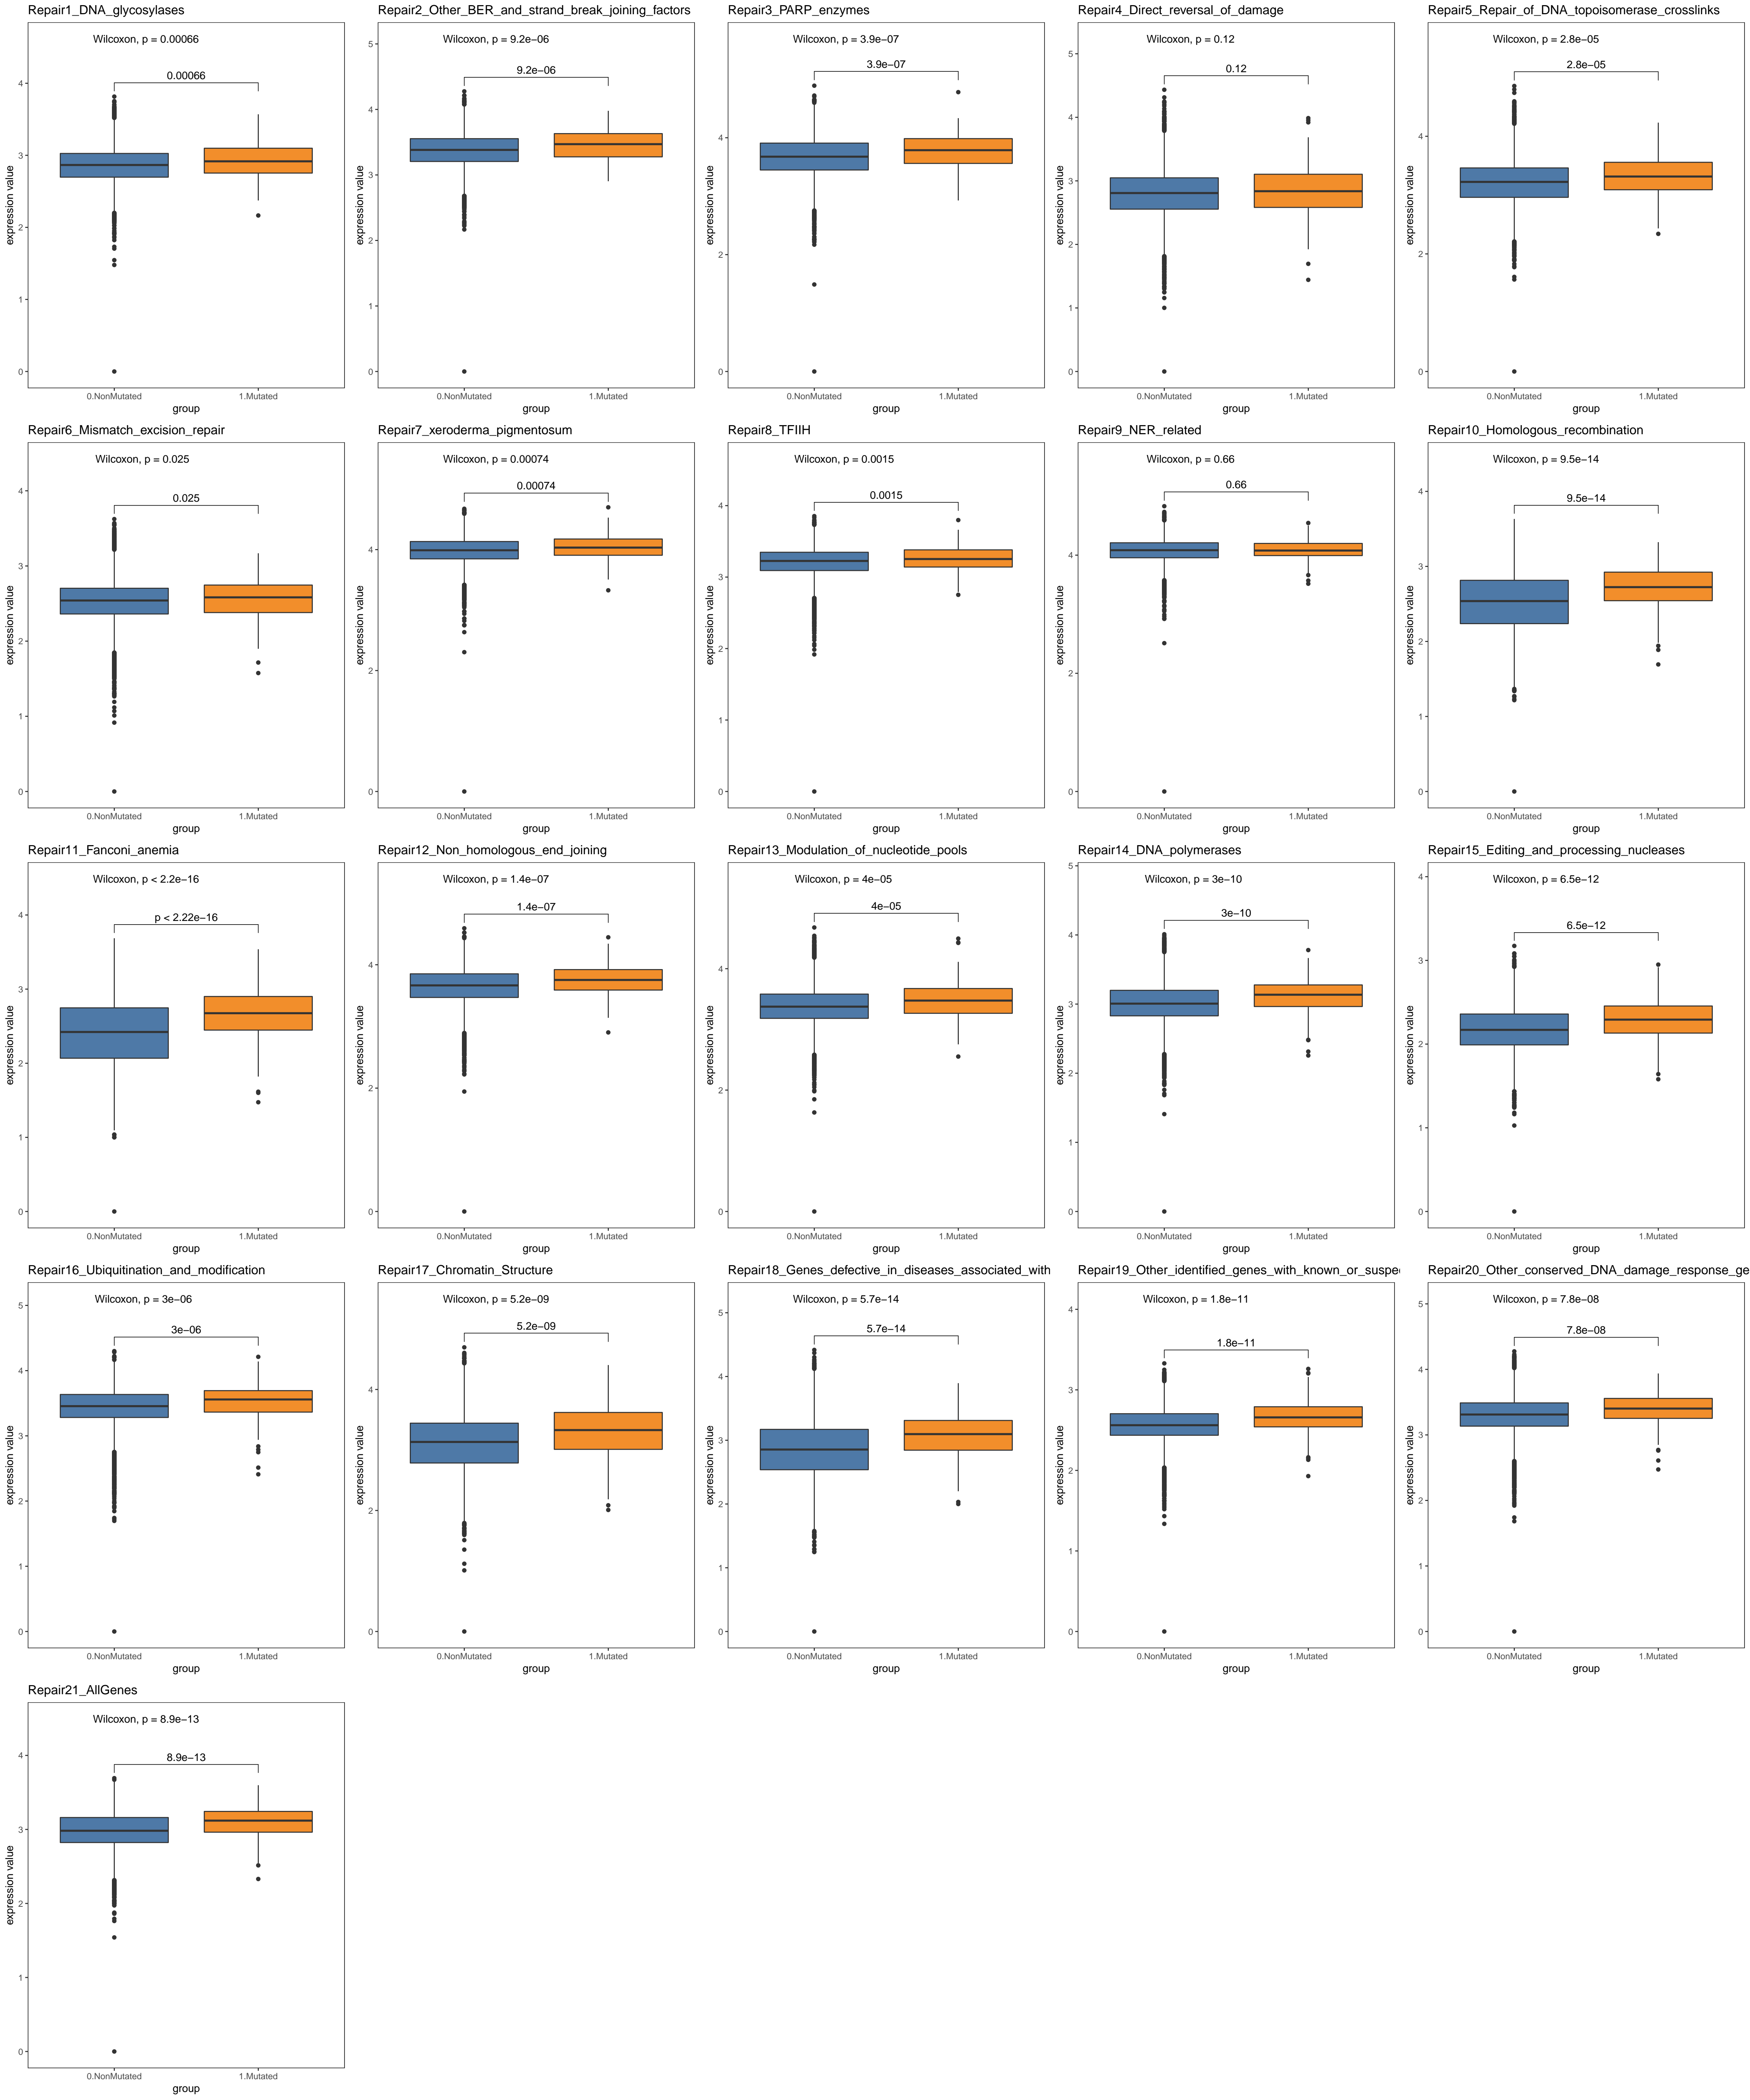 Repair1_DNA_glycosylases
Wilcoxon, p = 0.00066
0.00066
4
3
2
1
0
expression value
0.NonMutated 1.Mutated
group
Repair2_Other_BER_and_strand_break_joining_factors
Wilcoxon, p = 9.2e−06
9.2e−06
5
4
3
2
1
0
expression value
0.NonMutated 1.Mutated
group
Repair3_PARP_enzymes
Wilcoxon, p = 3.9e−07
3.9e−07
4
2
0
expression value
0.NonMutated 1.Mutated
group
Repair4_Direct_reversal_of_damage
Wilcoxon, p = 0.12
0.12
5
4
3
2
1
0
expression value
0.NonMutated 1.Mutated
group
Repair5_Repair_of_DNA_topoisomerase_crosslinks
Wilcoxon, p = 2.8e−05
2.8e−05
4
2
0
expression value
0.NonMutated 1.Mutated
group
Repair6_Mismatch_excision_repair
Wilcoxon, p = 0.025
0.025
4
3
2
1
0
expression value
0.NonMutated 1.Mutated
group
Repair7_xeroderma_pigmentosum
Wilcoxon, p = 0.00074
0.00074
4
2
0
expression value
0.NonMutated 1.Mutated
group
Repair8_TFIIH
Wilcoxon, p = 0.0015
0.0015
4
3
2
1
0
expression value
0.NonMutated 1.Mutated
group
Repair9_NER_related
Wilcoxon, p = 0.66
0.66
4
2
0
expression value
0.NonMutated 1.Mutated
group
Repair10_Homologous_recombination
Wilcoxon, p = 9.5e−14
9.5e−14
4
3
2
1
0
expression value
0.NonMutated 1.Mutated
group
Repair11_Fanconi_anemia
Wilcoxon, p < 2.2e−16
p < 2.22e−16
4
3
2
1
0
expression value
0.NonMutated 1.Mutated
group
Repair12_Non_homologous_end_joining
Wilcoxon, p = 1.4e−07
1.4e−07
4
2
0
expression value
0.NonMutated 1.Mutated
group
Repair13_Modulation_of_nucleotide_pools
Wilcoxon, p = 4e−05
4e−05
4
2
0
expression value
0.NonMutated 1.Mutated
group
Repair14_DNA_polymerases
Wilcoxon, p = 3e−10
3e−10
5
4
3
2
1
0
expression value
0.NonMutated 1.Mutated
group
Repair15_Editing_and_processing_nucleases
Wilcoxon, p = 6.5e−12
6.5e−12
4
3
2
1
0
expression value
0.NonMutated 1.Mutated
group
Repair16_Ubiquitination_and_modification
Wilcoxon, p = 3e−06
3e−06
5
4
3
2
1
0
expression value
0.NonMutated 1.Mutated
group
Repair17_Chromatin_Structure
Wilcoxon, p = 5.2e−09
5.2e−09
4
2
0
expression value
0.NonMutated 1.Mutated
group
Repair18_Genes_defective_in_diseases_associated_with
Wilcoxon, p = 5.7e−14
5.7e−14
5
4
3
2
1
0
expression value
0.NonMutated 1.Mutated
group
Repair19_Other_identified_genes_with_known_or_suspe
Wilcoxon, p = 1.8e−11
1.8e−11
4
3
2
1
0
expression value
0.NonMutated 1.Mutated
group
Repair20_Other_conserved_DNA_damage_response_ge
Wilcoxon, p = 7.8e−08
7.8e−08
5
4
3
2
1
0
expression value
0.NonMutated 1.Mutated
group
Repair21_AllGenes
Wilcoxon, p = 8.9e−13
8.9e−13
4
3
2
1
0
expression value
0.NonMutated 1.Mutated
group